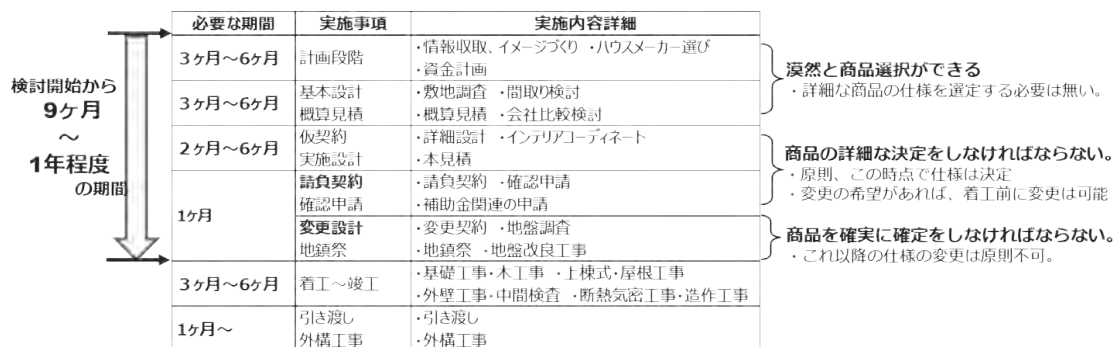 検討開始から
9ヶ月
～
1年程度
の期間
必要な期間 実施事項 実施内容詳細
3ヶ月～6ヶ月 計画段階
・情報収取、イメージづくり ・ハウスメーカー選び
・資金計画
3ヶ月～6ヶ月
基本設計 ・敷地調査 ・間取り検討
概算見積 ・概算見積 ・会社比較検討
2ヶ月～6ヶ月
仮契約 ・詳細設計 ・インテリアコーディネート
実施設計 ・本見積
1ヶ月
請負契約 ・請負契約 ・確認申請
確認申請 ・補助金関連の申請
変更設計 ・変更契約 ・地盤調査
地鎮祭 ・地鎮祭 ・地盤改良工事
3ヶ月～6ヶ月 着工～竣工
・基礎工事・木工事 ・上棟式・屋根工事
・外壁工事・中間検査 ・断熱気密工事・造作工事
1ヶ月～
引き渡し ・引き渡し
外構工事 ・外構工事
漠然と商品選択ができる
・詳細な商品の仕様を選定する必要は無い。
商品の詳細な決定をしなければならない。
・原則、この時点で仕様は決定
・変更の希望があれば、着工前に変更は可能
商品を確実に確定をしなければならない。
・これ以降の仕様の変更は原則不可。